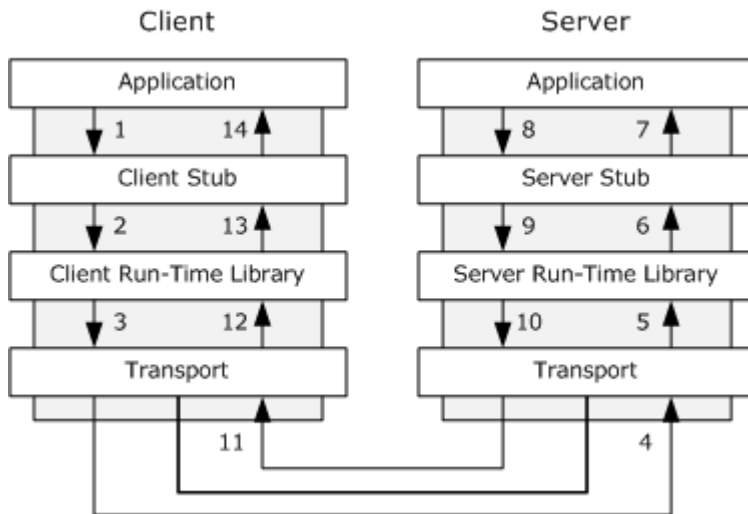 Client
Server
Application
Application
1
14
8
7
Client Stub
Server Stub
2
13
9
6
Client Run-Time Library
Server Run-Time Library
3
12
10
5
Transport
Transport
11
4